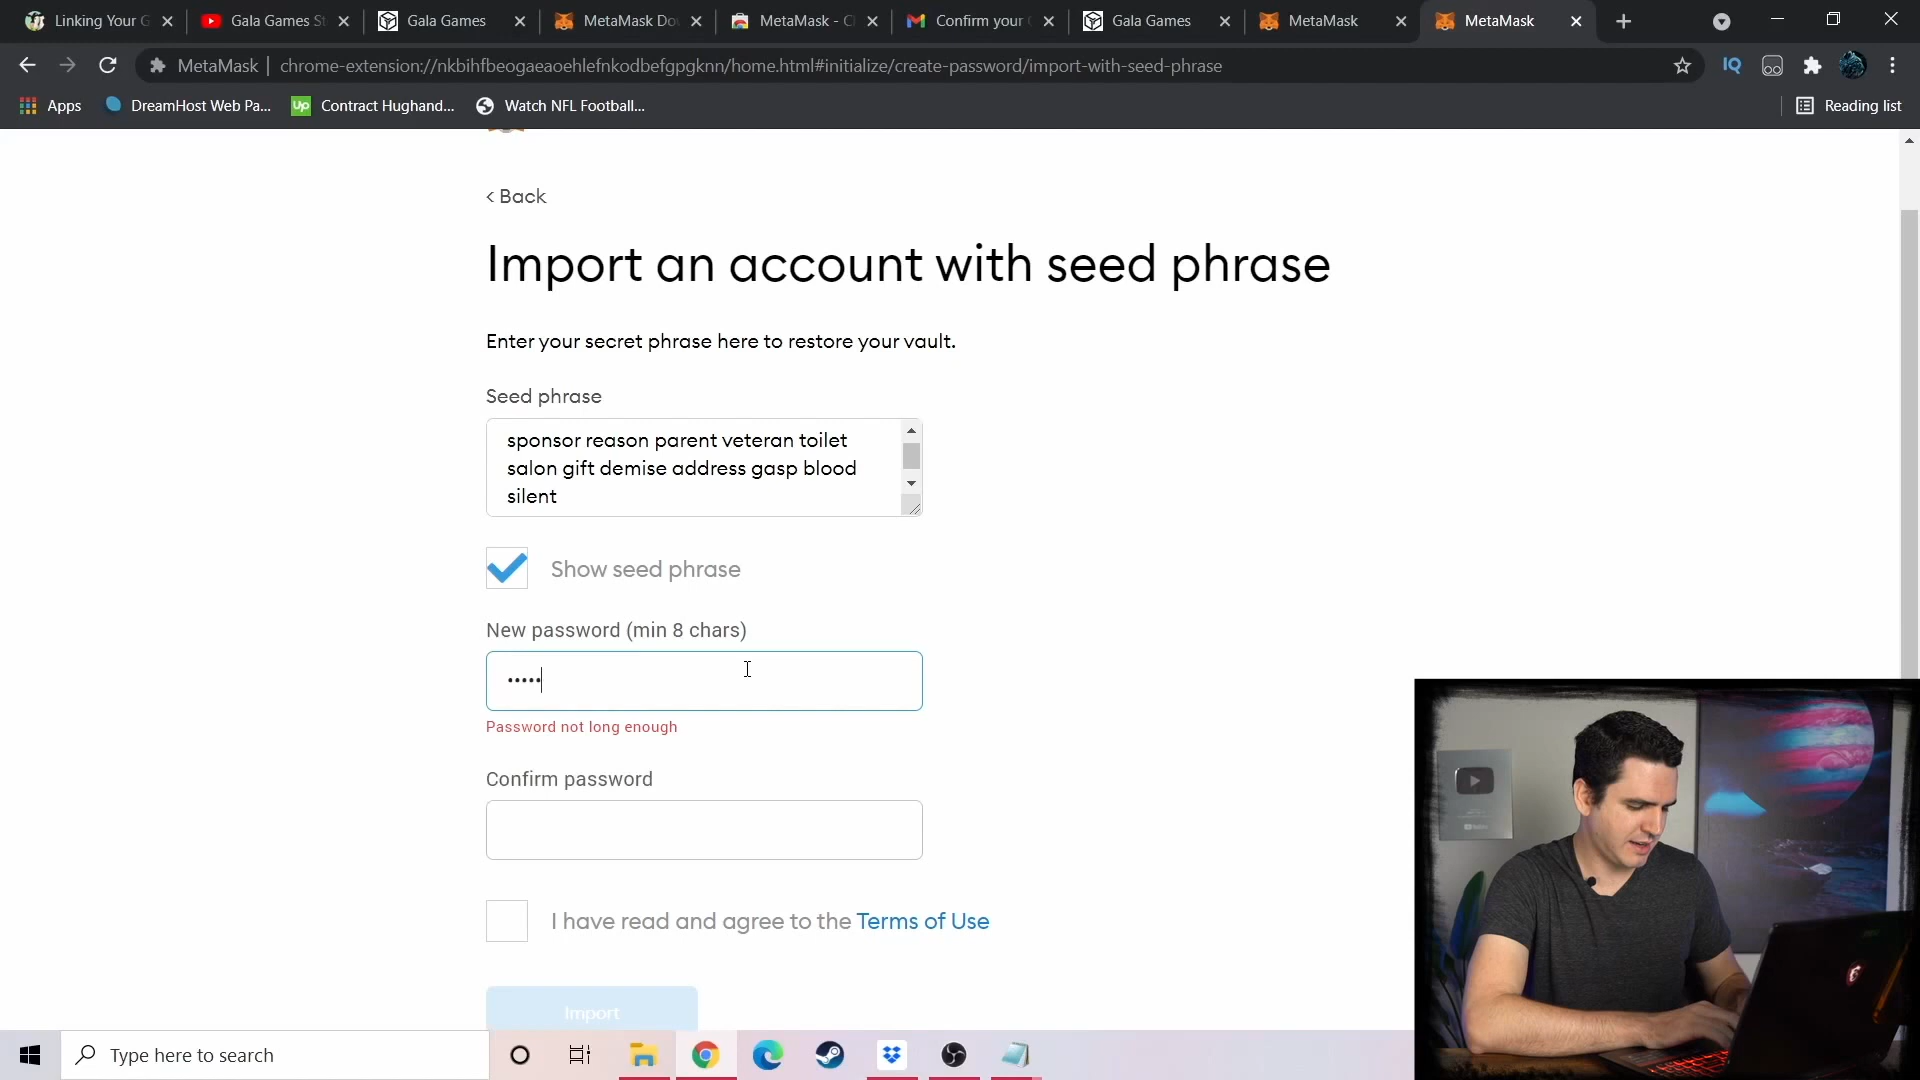 Linking Your G
Gala Games St
Gala Games
MetaMask Do
MetaMask - C
Confirm your
Gala Games
MetaMask
MetaMask
MetaMask | chrome-extension://nkbihfbeogaeaoehlefnkodbefgpgknn/home.html#initialize/create-password/import-with-seed-phrase
IQ
Apps
DreamHost Web Pa...
Up
Contract Hughand...
Watch NFL Football...
Reading list
< Back
Import an account with seed phrase
Enter your secret phrase here to restore your vault.
Seed phrase
sponsor reason parent veteran toilet
salon gift demise address gasp blood
silent
Show seed phrase
New password (min 8 chars)
•••••
Password not long enough
Confirm password
I have read and agree to the Terms of Use
Import
Type here to search